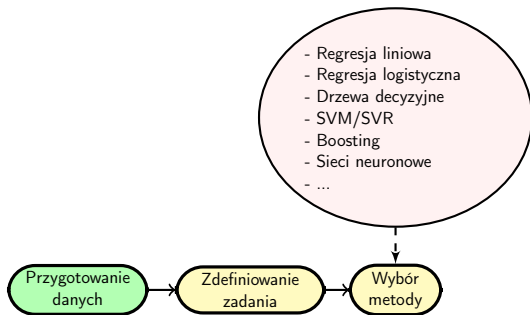 - Regresja liniowa
- Regresja logistyczna
- Drzewa decyzyjne
- SVM/SVR
- Boosting
- Sieci neuronowe
- ...
Przygotowanie
danych
Zdefiniowanie
zadania
Wybór
metody